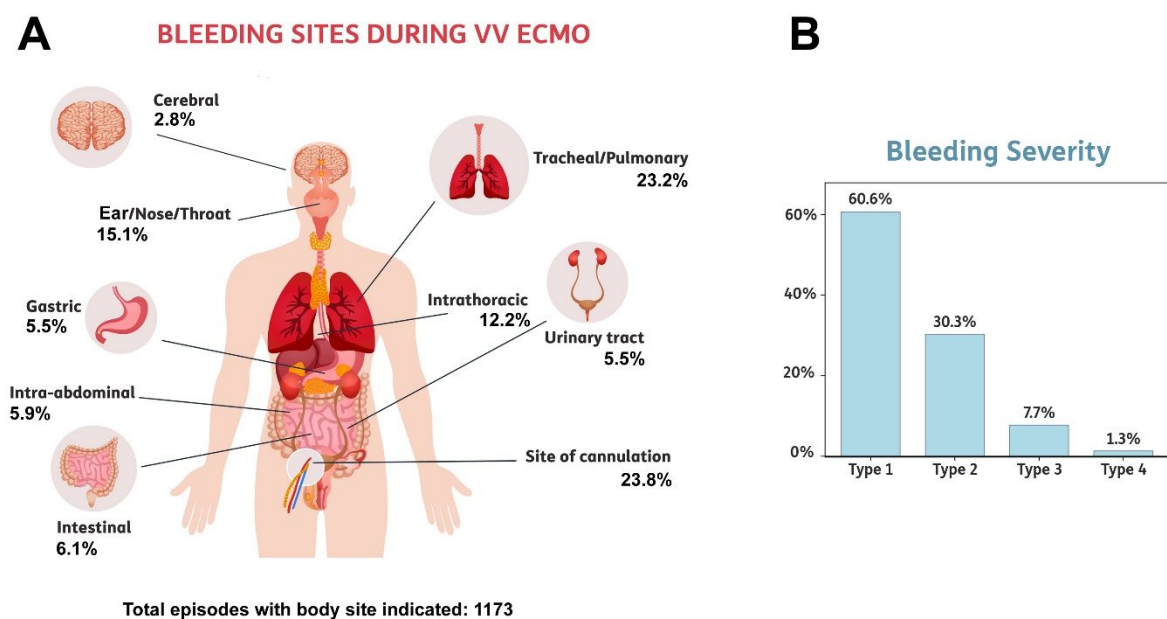 A
BLEEDING SITES DURING VV ECMO
Cerebral
2.8%
Tracheal/Pulmonary
23.2%
Ear/Nose/Throat
15.1%
Gastric
5.5%
Intrathoracic
12.2%
Urinary tract
5.5%
Intra-abdominal
5.9%
Site of cannulation
23.8%
Intestinal
6.1%
Total episodes with body site indicated: 1173
B
Bleeding Severity
60%
40%
20%
0%
60.6%
30.3%
7.7%
1.3%
Type 1 Type 2 Type 3 Type 4